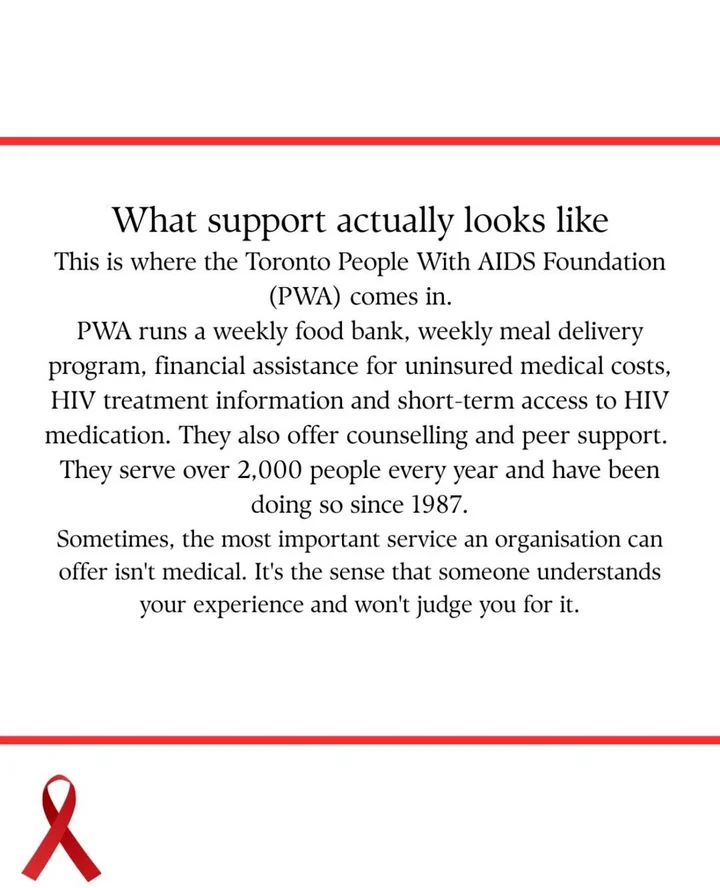 What support actually looks like
This is where the Toronto People With AIDS Foundation
(PWA) comes in.
PWA runs a weekly food bank, weekly meal delivery
program, financial assistance for uninsured medical costs,
HIV treatment information and short-term access to HIV
medication. They also offer counselling and peer support.
They serve over 2,000 people every year and have been
doing so since 1987.
Sometimes, the most important service an organisation can
offer isn't medical. It's the sense that someone understands
your experience and won't judge you for it.